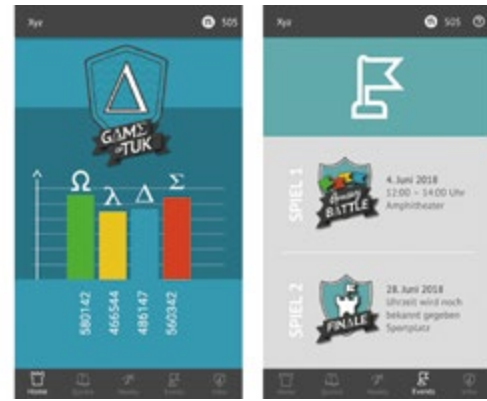 Xyz
505
Δ
GAMΣ
of TUK
Ω
λ
Δ
Σ
580142
466544
486147
560342
Home
Events
Xyz
505
SPIEL 1
BATTLE
4. Juni 2018
12:00 – 14:00 Uhr
Amphitheater
SPIEL 2
FINALE
28. Juni 2018
Uhrzeit wird noch
bekannt gegeben
Sportplatz
Events